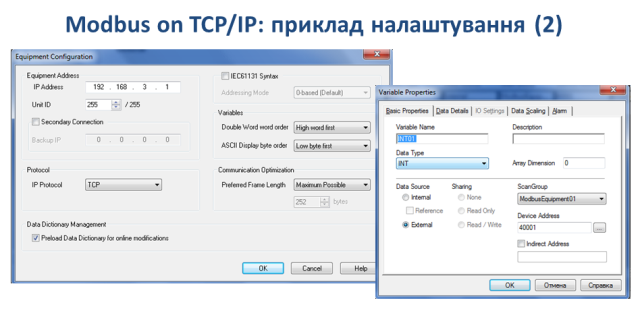 Modbus on TCP/IP: приклад налаштування (2)
Equipment Configuration
Equipment Address
IP Address 192 . 168 . 3 . 1
Unit ID 255 / 255
Secondary Connection
Backup IP 0 . 0 . 0 . 0
Protocol
IP Protocol TCP
Data Dictionary Management
Preload Data Dictionary for online modifications
IEC61131 Syntax
Addressing Mode 0-based (Default)
Variables
Double Word word order High word first
ASCII Display byte order Low byte first
Communication Optimization
Preferred Frame Length Maximum Possible
252 bytes
OK Cancel Help
Variable Properties
Basic Properties Data Details IO Settings Data Scaling Alarm
Variable Name Description
INT01
Data Type
INT Array Dimension 0
Data Source Sharing ScanGroup
Internal None ModbusEquipment01
Reference Read Only Device Address
External Read / Write 40001 ...
Indirect Address
OK Отмена Справка